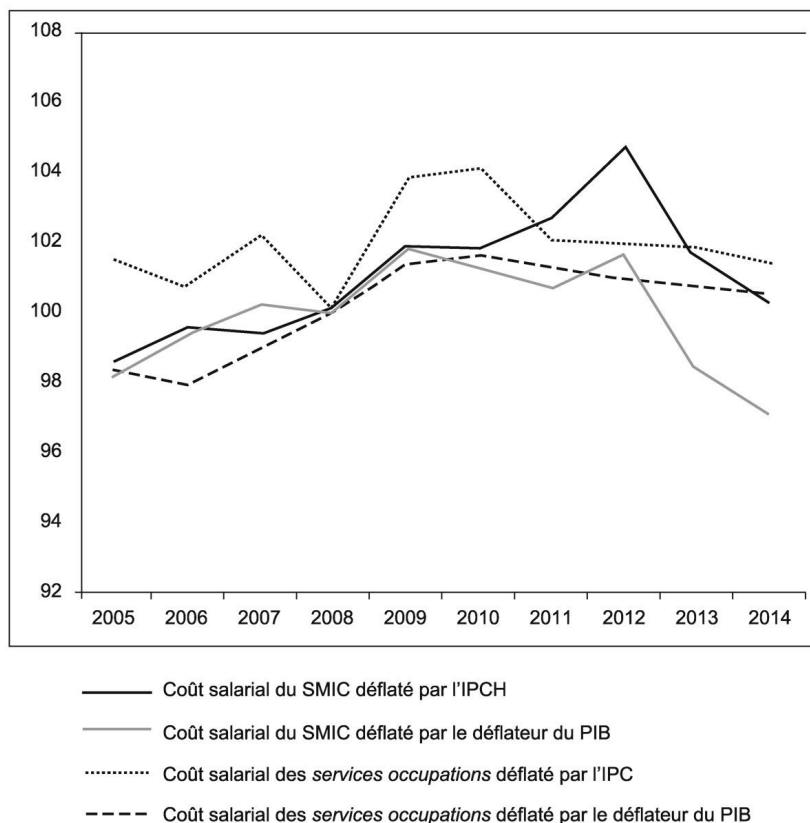 108
106
104
102
100
98
96
94
92
2005 2006 2007 2008 2009 2010 2011 2012 2013 2014
Coût salarial du SMIC déflaté par l’IPCH
Coût salarial du SMIC déflaté par le déflateur du PIB
Coût salarial des services occupations déflaté par l’IPC
Coût salarial des services occupations déflaté par le déflateur du PIB